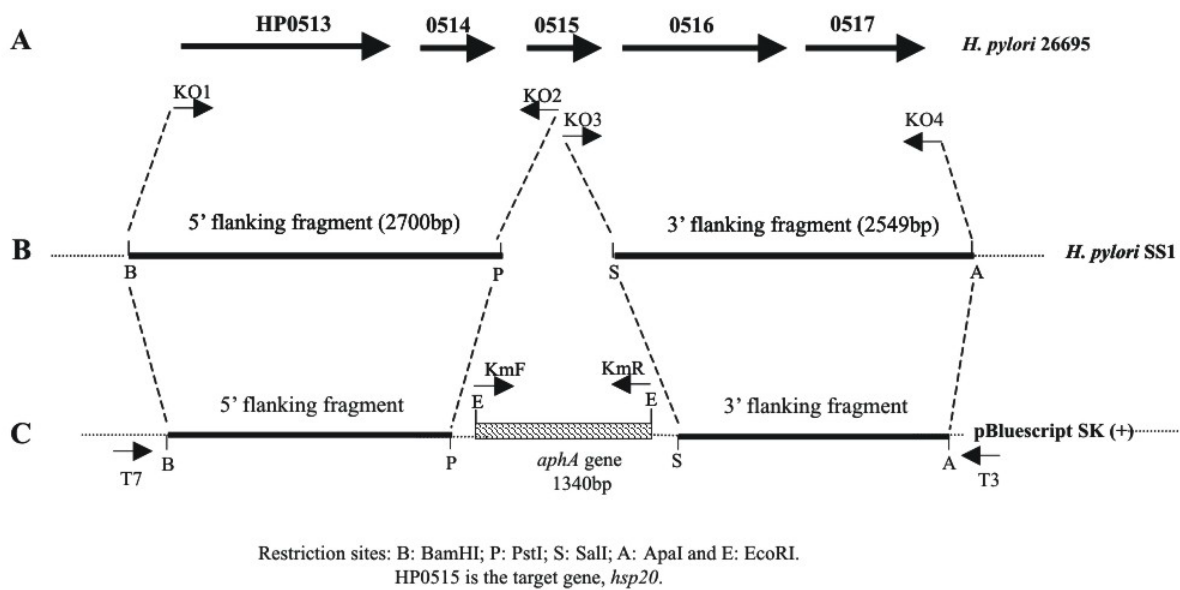 A HP0513 0514 0515 0516 0517 H. pylori 26695
KO1 KO2 KO3 KO4
5’ flanking fragment (2700bp) 3’ flanking fragment (2549bp)
B H. pylori SS1
B P S A
KmF KmR
E E
5’ flanking fragment 3’ flanking fragment
C pBluescript SK (+)
T7 B P aphA gene S A T3
1340bp
Restriction sites: B: BamHI; P: PstI; S: SalI; A: ApaI and E: EcoRI.
HP0515 is the target gene, hsp20.